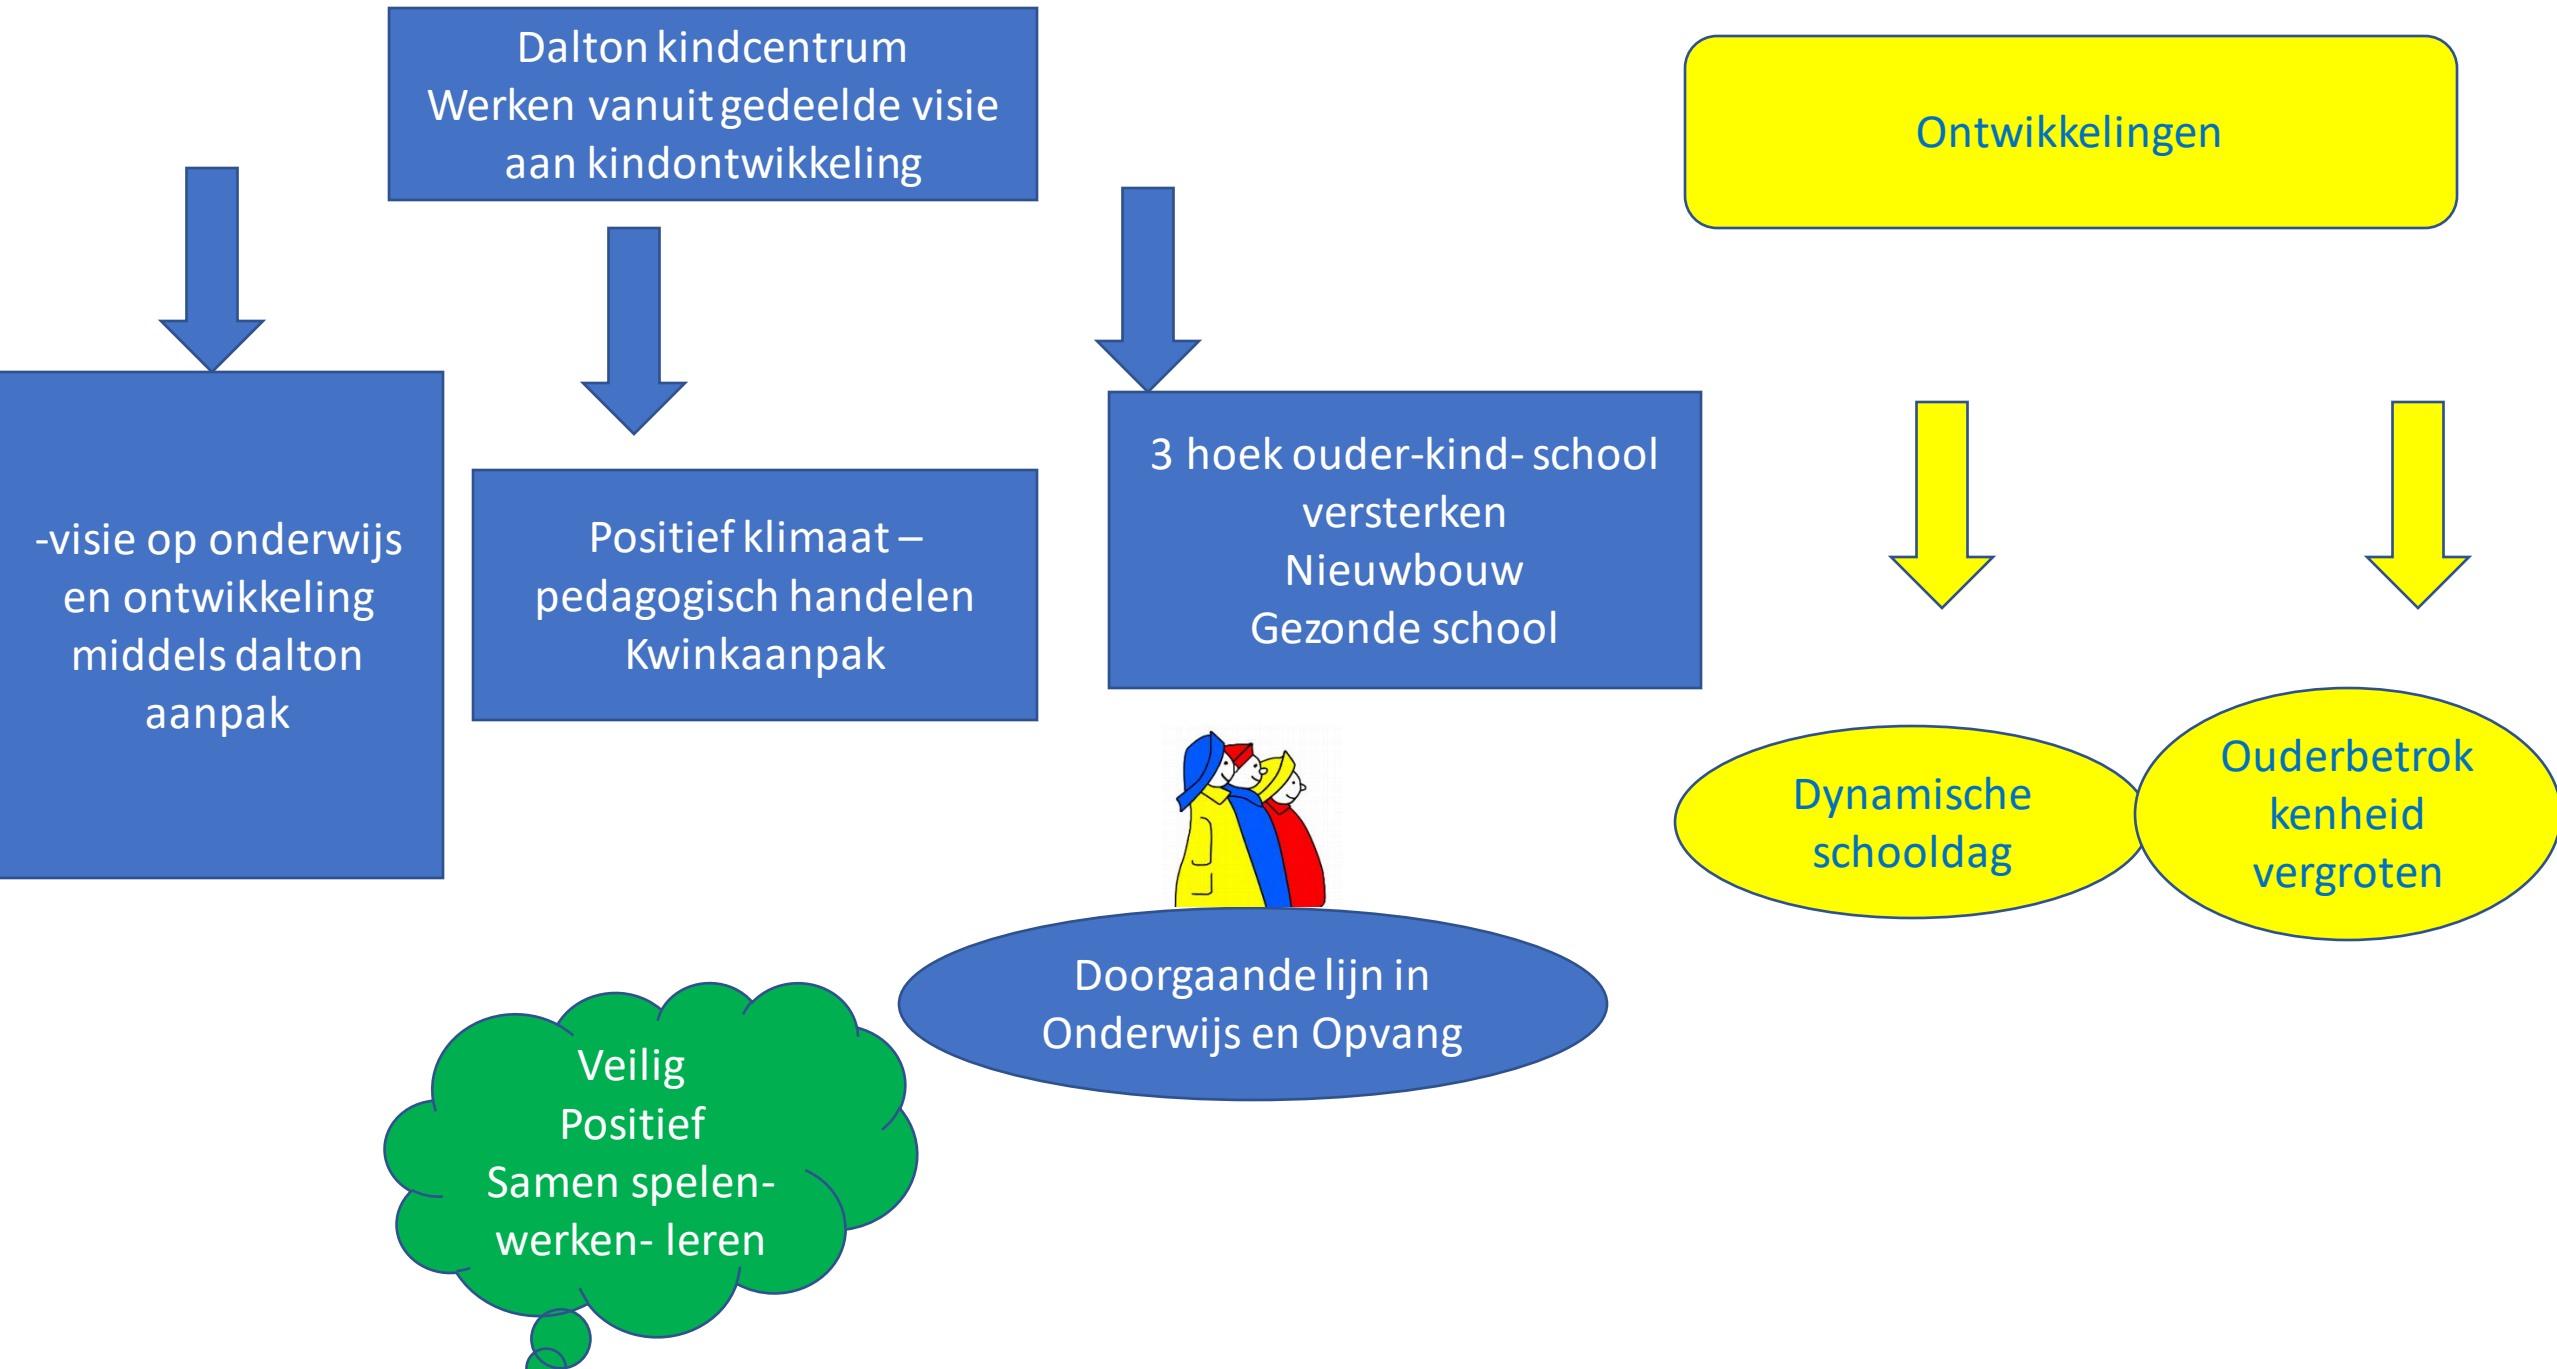 Dalton kindcentrum
Werken vanuit gedeelde visie
aan kindontwikkeling
Ontwikkelingen
-visie op onderwijs
en ontwikkeling
middels dalton
aanpak
Positief klimaat –
pedagogisch handelen
Kwinkaanpak
3 hoek ouder-kind- school
versterken
Nieuwbouw
Gezonde school
Dynamische
schooldag
Ouderbetrok
kenheid
vergroten
Doorgaande lijn in
Onderwijs en Opvang
Veilig
Positief
Samen spelen-
werken- leren